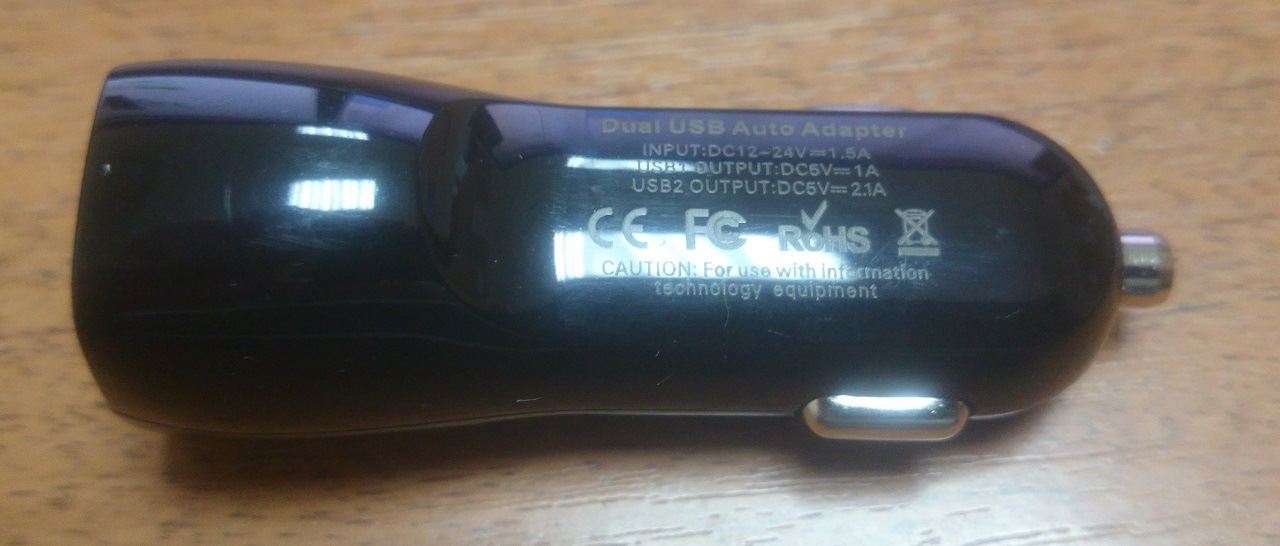 Dual USB Auto Adapter
INPUT:DC12-24V⎓1.5A
USB1 OUTPUT:DC5V⎓1A
USB2 OUTPUT:DC5V⎓2.1A
CE FC RoHS
CAUTION: For use with information
technology equipment